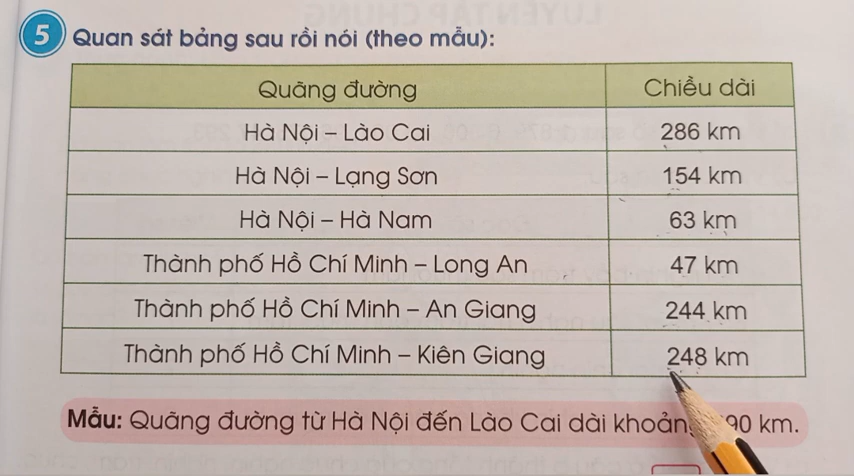 5 Quan sát bảng sau rồi nói (theo mẫu):
Quãng đường Chiều dài
Hà Nội – Lào Cai 286 km
Hà Nội – Lạng Sơn 154 km
Hà Nội – Hà Nam 63 km
Thành phố Hồ Chí Minh – Long An 47 km
Thành phố Hồ Chí Minh – An Giang 244 km
Thành phố Hồ Chí Minh – Kiên Giang 248 km
Mẫu: Quãng đường từ Hà Nội đến Lào Cai dài km.